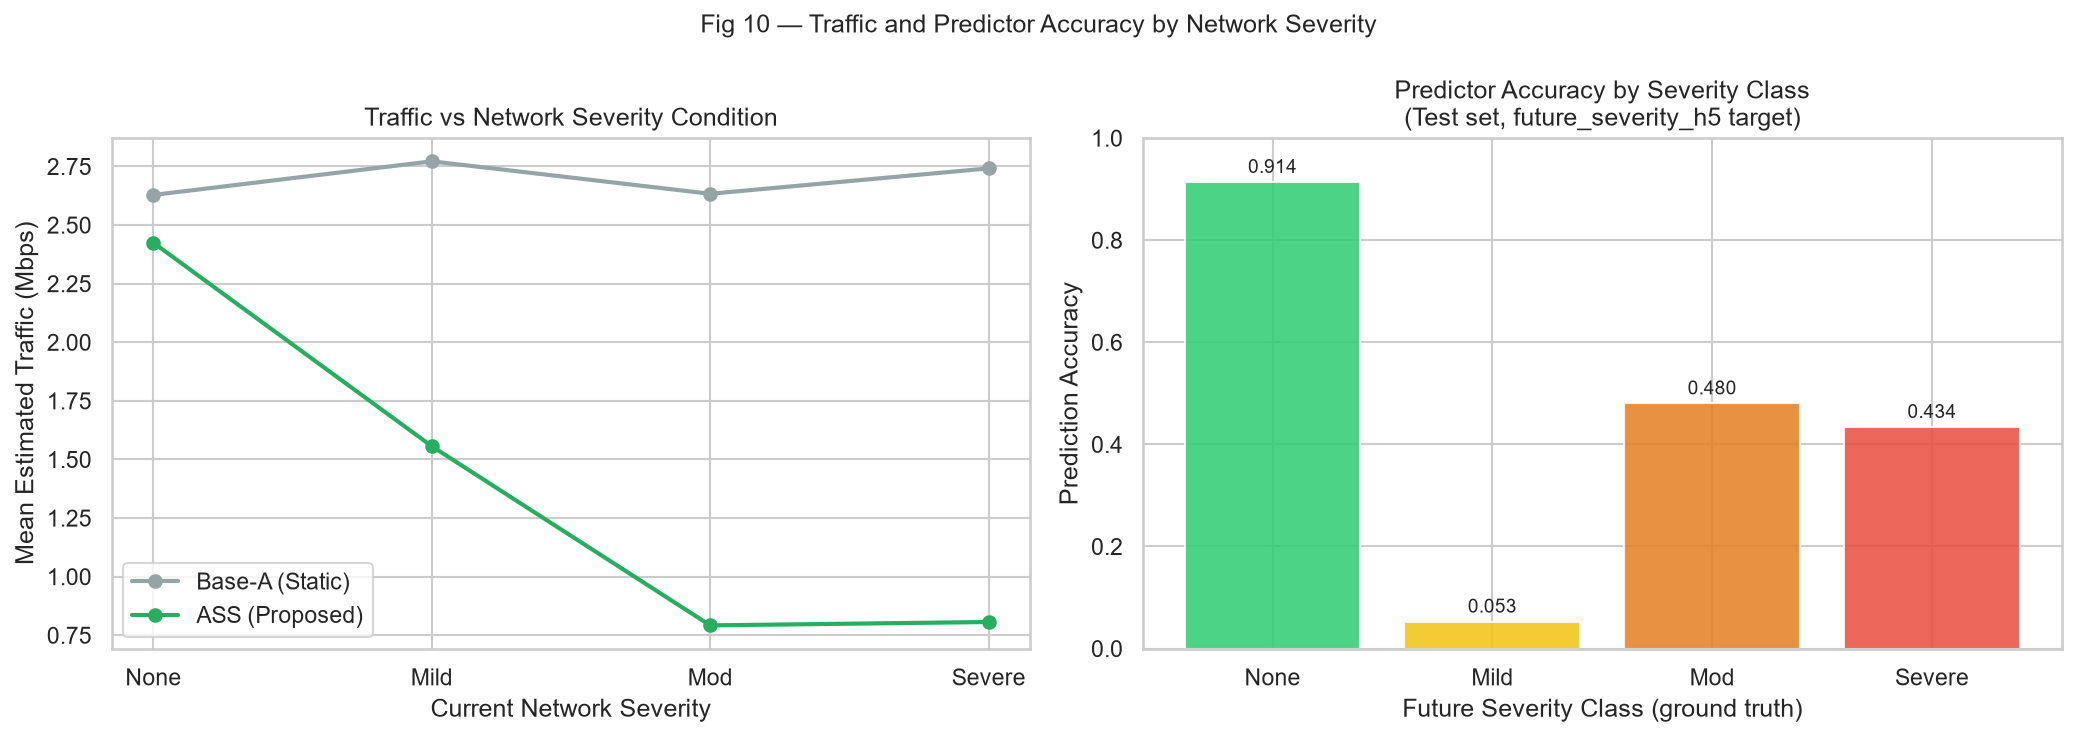 Fig 10 — Traffic and Predictor Accuracy by Network Severity
Traffic vs Network Severity Condition
Mean Estimated Traffic (Mbps)
2.75
2.50
2.25
2.00
1.75
1.50
1.25
1.00
0.75
Base-A (Static)
ASS (Proposed)
None
Mild
Mod
Severe
Current Network Severity
Predictor Accuracy by Severity Class
(Test set, future_severity_h5 target)
Prediction Accuracy
1.0
0.8
0.6
0.4
0.2
0.0
0.914
0.053
0.480
0.434
None
Mild
Mod
Severe
Future Severity Class (ground truth)